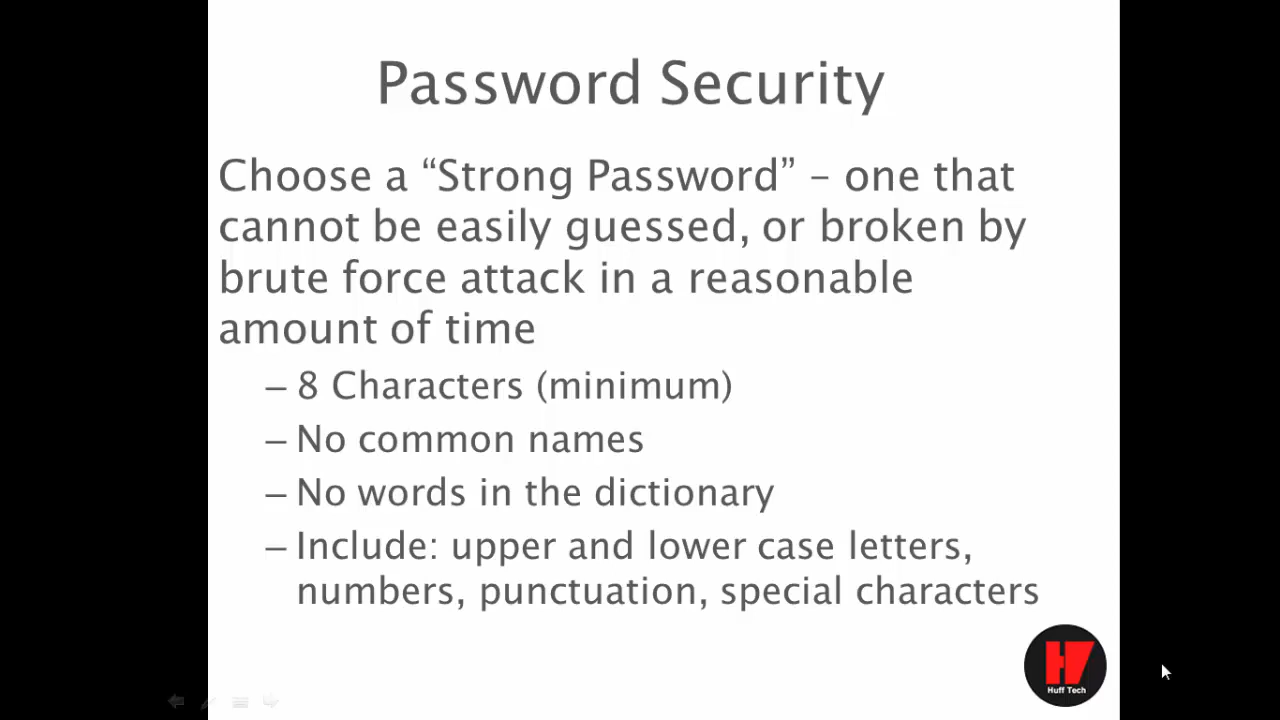 Password Security
Choose a “Strong Password” – one that
cannot be easily guessed, or broken by
brute force attack in a reasonable
amount of time
– 8 Characters (minimum)
– No common names
– No words in the dictionary
– Include: upper and lower case letters,
numbers, punctuation, special characters
H7
Huff Tech